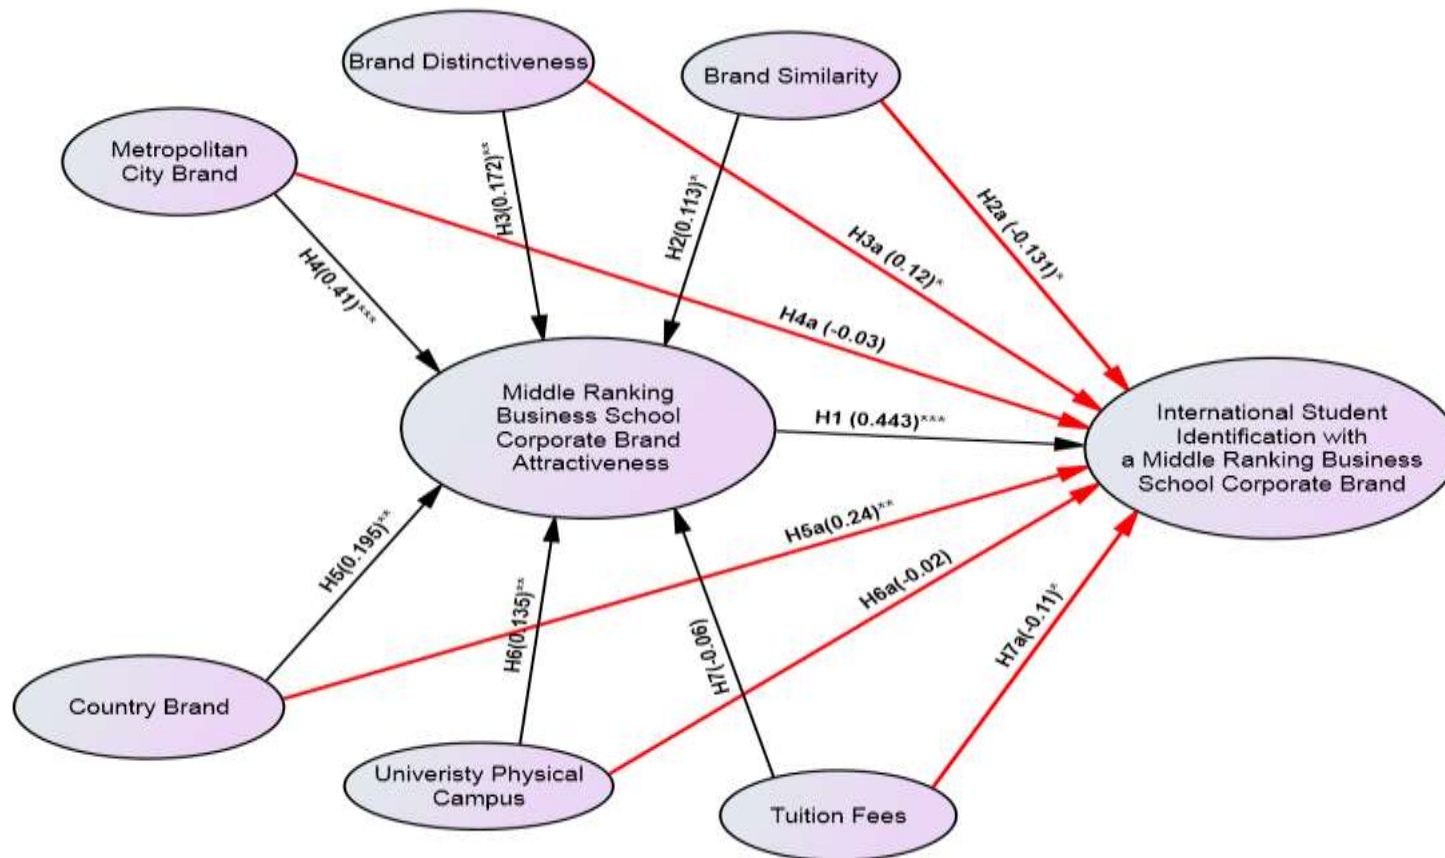 Brand Distinctiveness
Brand Similarity
Metropolitan
City Brand
H3(0.172)**
H2(0.113)*
H2a (-0.131)*
H3a (0.12)*
H4(0.41)***
H4a (-0.03)
Middle Ranking
Business School
Corporate Brand
Attractiveness
H1 (0.443)***
International Student
Identification with
a Middle Ranking Business
School Corporate Brand
H5(0.195)**
H5a(0.24)**
H6(0.135)**
H6a(-0.02)
H7(-0.06)
H7a(-0.11)*
Country Brand
Univeristy Physical
Campus
Tuition Fees